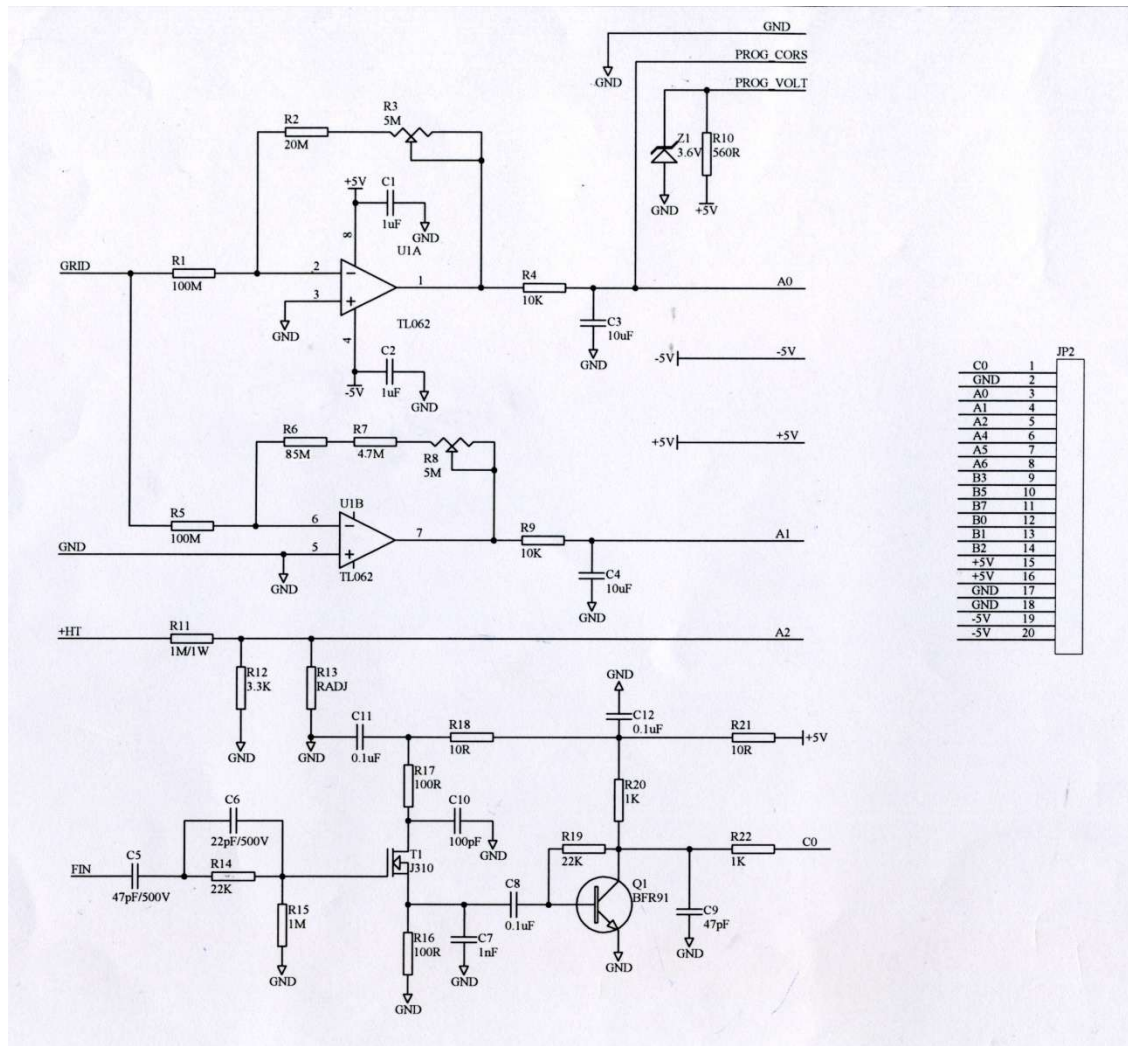 GND
GND
PROG_CORS
PROG_VOLT
R3
5M
R2
20M
Z1
3.6V
R10
560R
GND
+5V
+5V
C1
1uF
GND
U1A
8
GRID
R1
100M
2
3
1
GND
TL062
4
R4
10K
A0
C3
10uF
GND
-5V
-5V
C2
1uF
-5V
GND
JP2
C0 1
GND 2
A0 3
A1 4
A2 5
A4 6
A5 7
A6 8
B3 9
B5 10
B7 11
B0 12
B1 13
B2 14
+5V 15
+5V 16
GND 17
GND 18
-5V 19
-5V 20
R6
85M
R7
4.7M
R8
5M
+5V
+5V
U1B
R5
100M
6
5
7
TL062
GND
GND
R9
10K
A1
C4
10uF
GND
+HT
R11
1M/1W
A2
R12
3.3K
GND
R13
RADJ
GND
C11
0.1uF
R18
10R
GND
C12
0.1uF
R21
10R
+5V
R17
100R
R20
1K
C6
22pF/500V
C10
100pF
GND
FIN
C5
47pF/500V
R14
22K
T1
J310
R19
22K
R22
1K
C0
R15
1M
GND
C8
0.1uF
Q1
BFR91
C9
47pF
GND
R16
100R
GND
C7
1nF
GND
GND